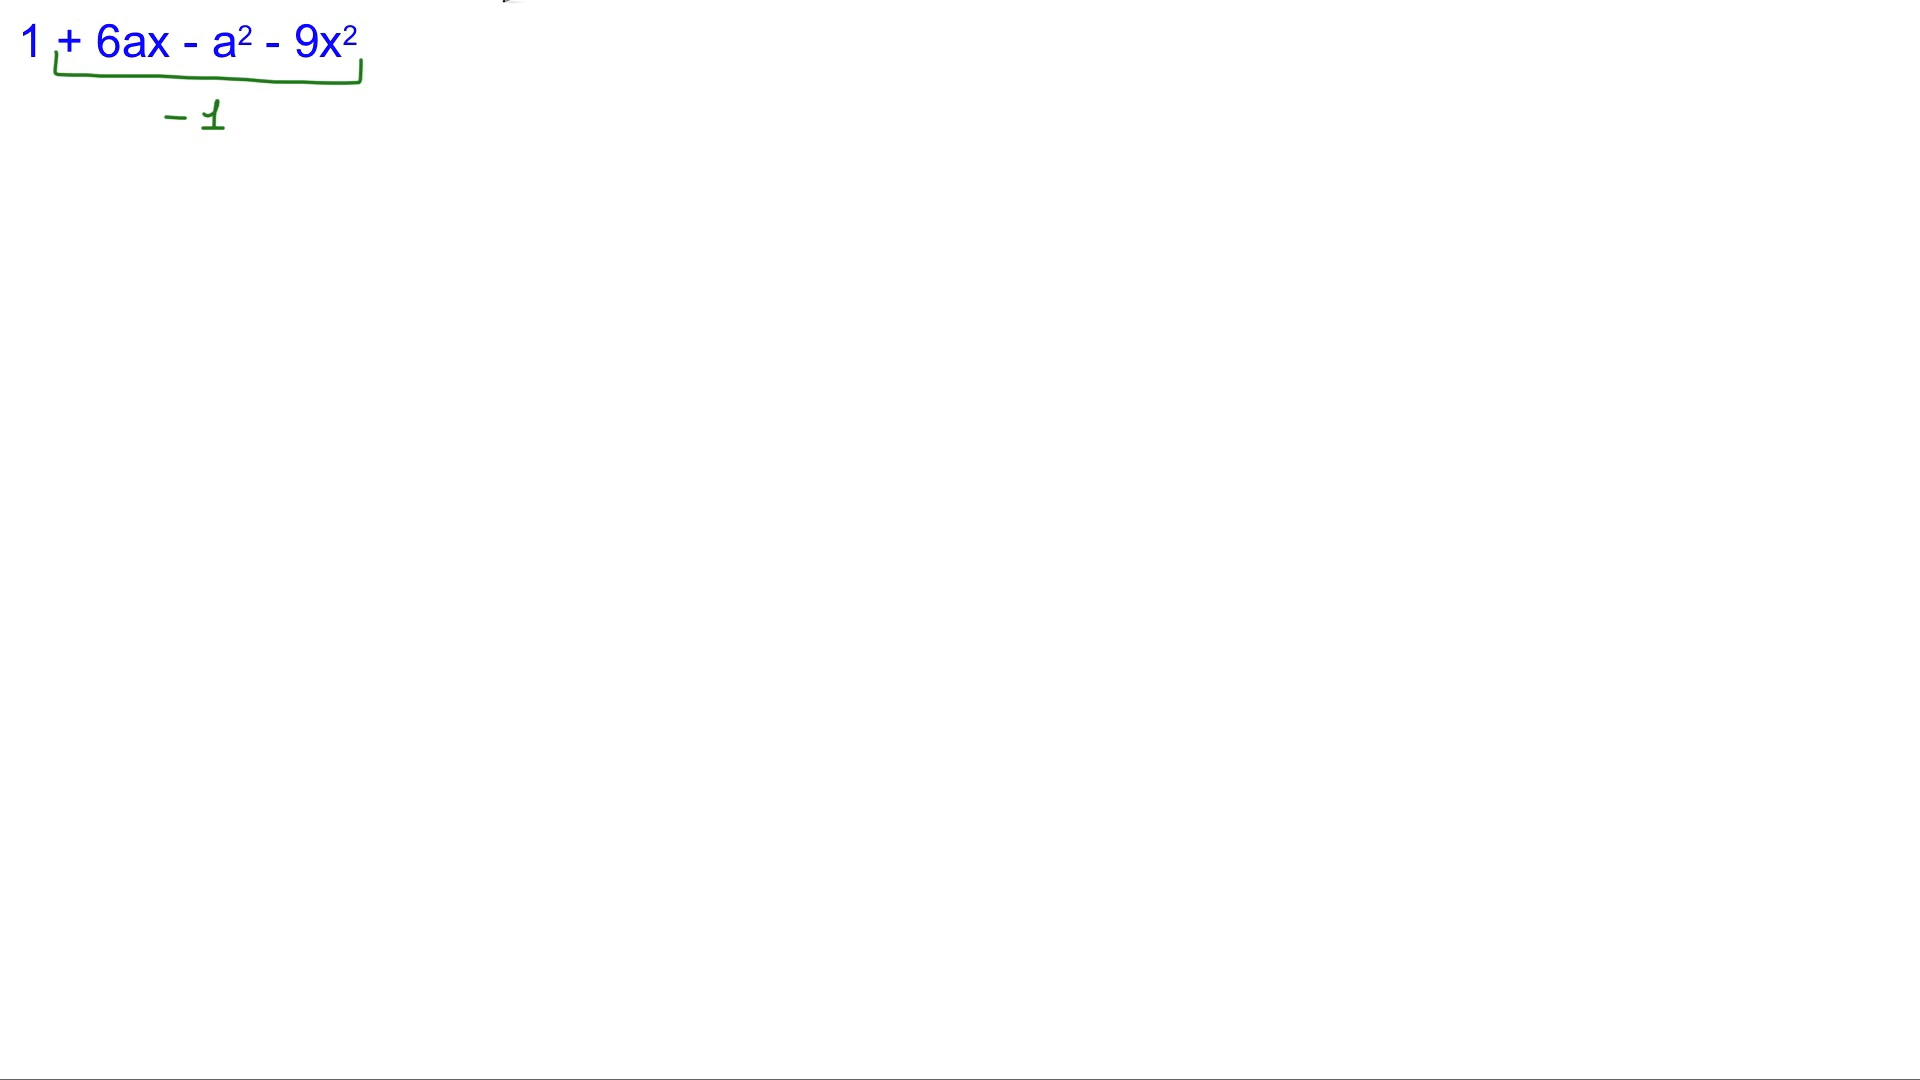 1 + 6ax - a² - 9x²
- 1